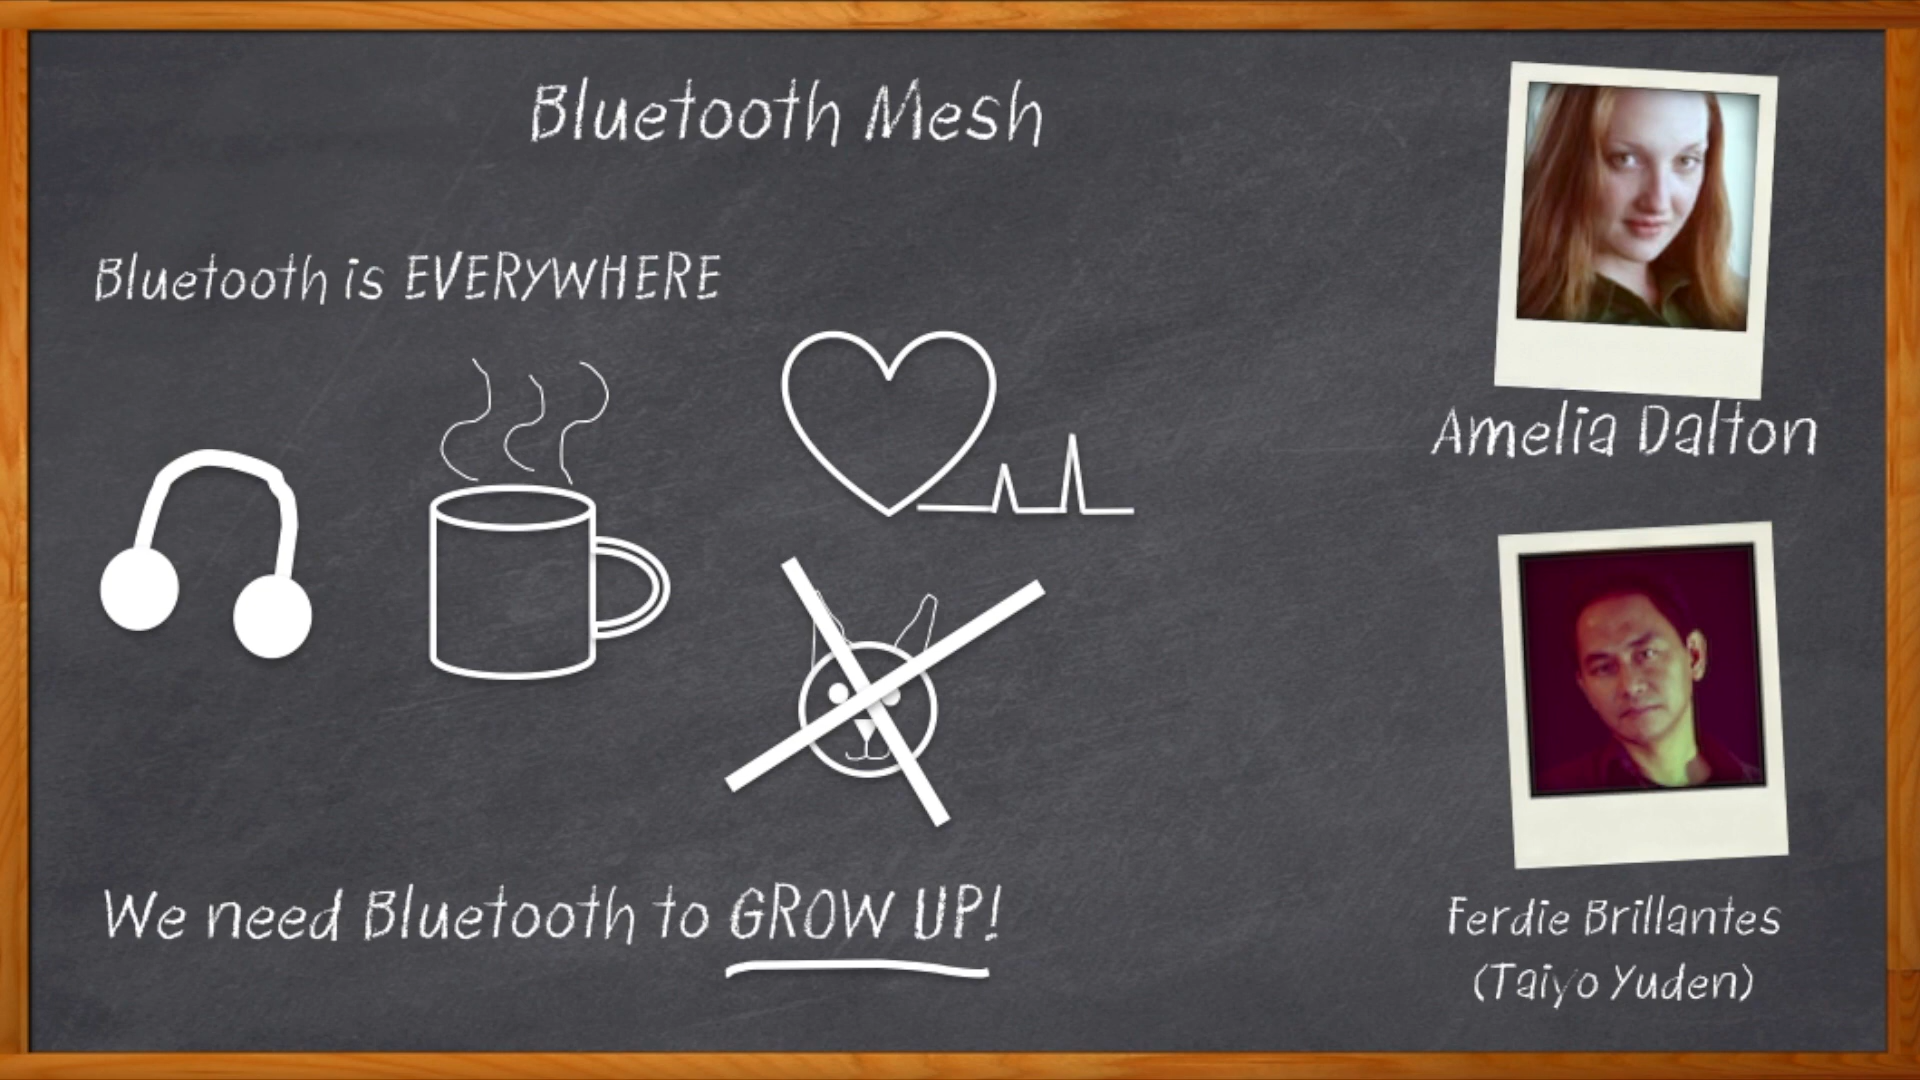 Bluetooth Mesh
Bluetooth is EVERYWHERE
We need Bluetooth to GROW UP!
Amelia Dalton
Ferdie Brillantes
(Taiyo Yuden)